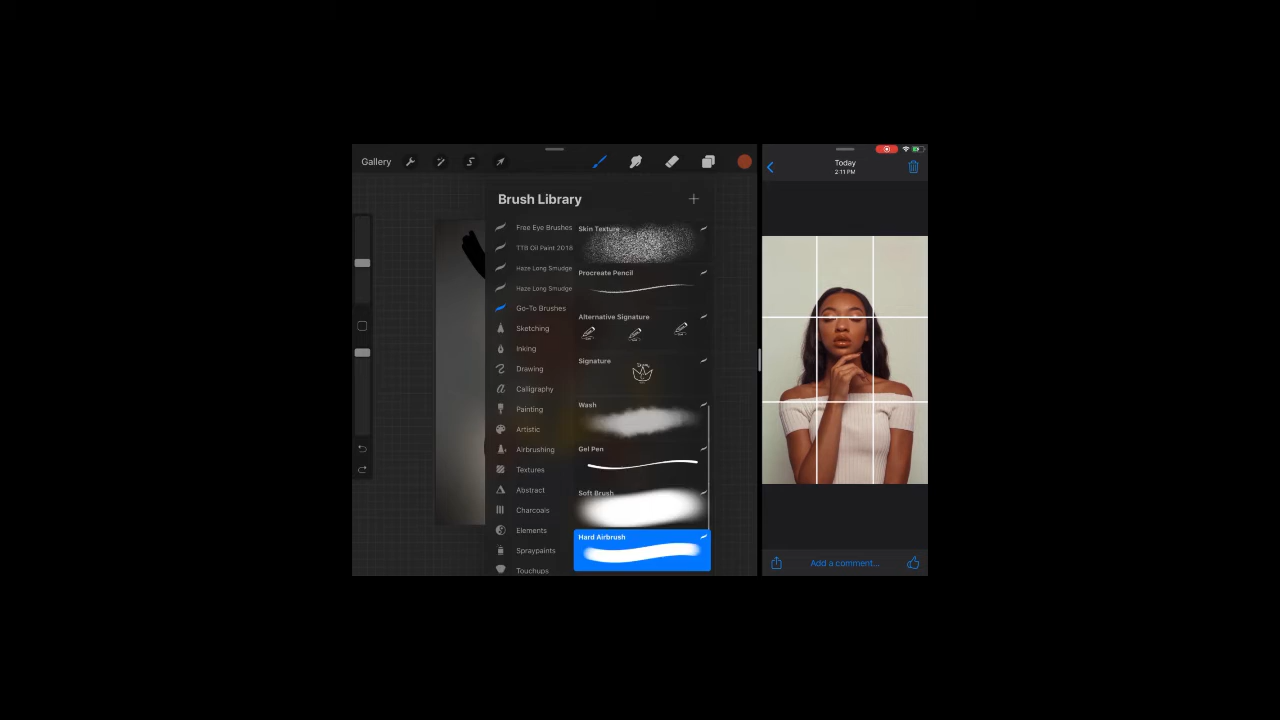 Gallery
Brush Library
Free Eye Brushes
TTB Oil Paint 2018
Haze Long Smudge
Haze Long Smudge
Go-To Brushes
Sketching
Inking
Drawing
Calligraphy
Painting
Artistic
Airbrushing
Textures
Abstract
Charcoals
Elements
Spraypaints
Touchups
Skin Texture
Procreate Pencil
Alternative Signature
Signature
Wash
Gel Pen
Soft Brush
Hard Airbrush
Today
2:11 PM
Add a comment...